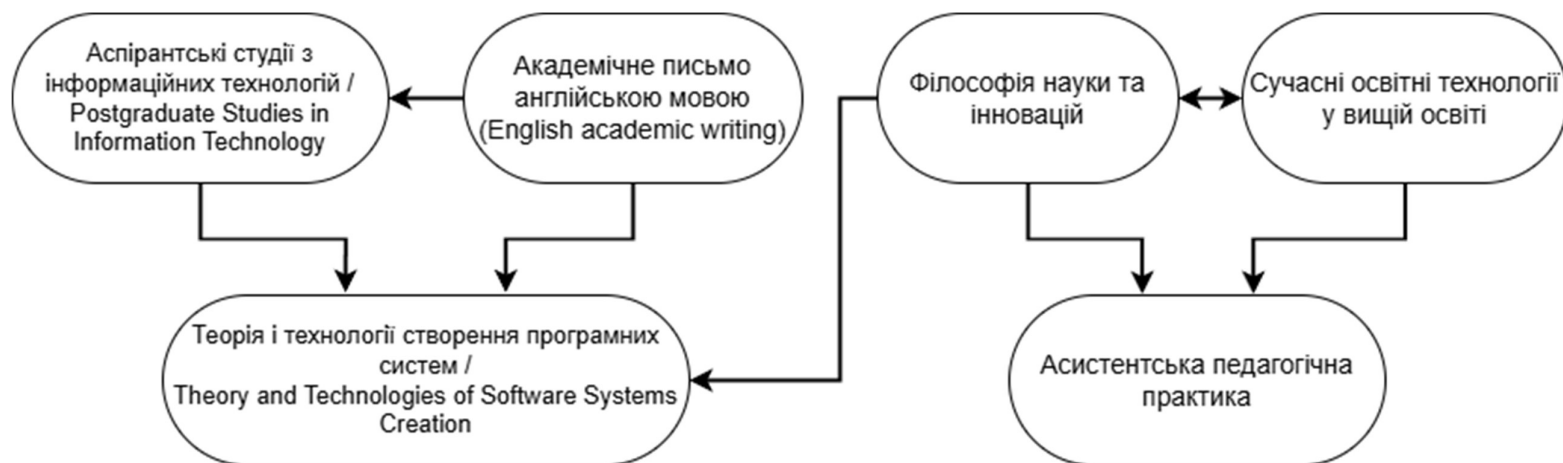 Аспірантські студії з
інформаційних технологій /
Postgraduate Studies in
Information Technology
Академічне письмо
англійською мовою
(English academic writing)
Філософія науки та
інновацій
Сучасні освітні технології
у вищій освіті
Теорія і технології створення програмних
систем /
Theory and Technologies of Software Systems
Creation
Асистентська педагогічна
практика